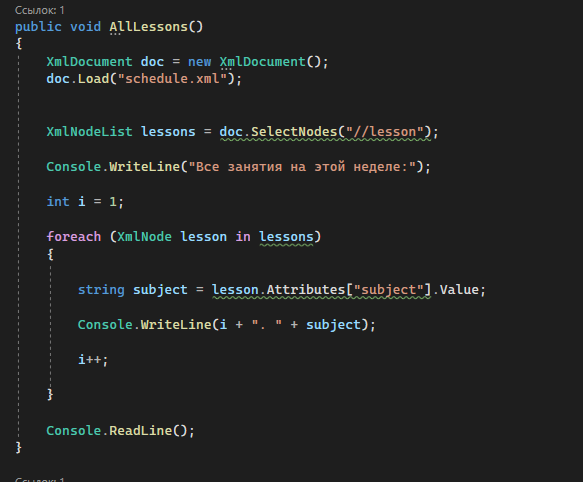 Ссылок: 1
public void AllLessons()
{
XmlDocument doc = new XmlDocument();
doc.Load("schedule.xml");
XmlNodeList lessons = doc.SelectNodes("//lesson");
Console.WriteLine("Все занятия на этой неделе:");
int i = 1;
foreach (XmlNode lesson in lessons)
{
string subject = lesson.Attributes["subject"].Value;
Console.WriteLine(i + ". " + subject);
i++;
}
Console.ReadLine();
}
Ссылок: 1